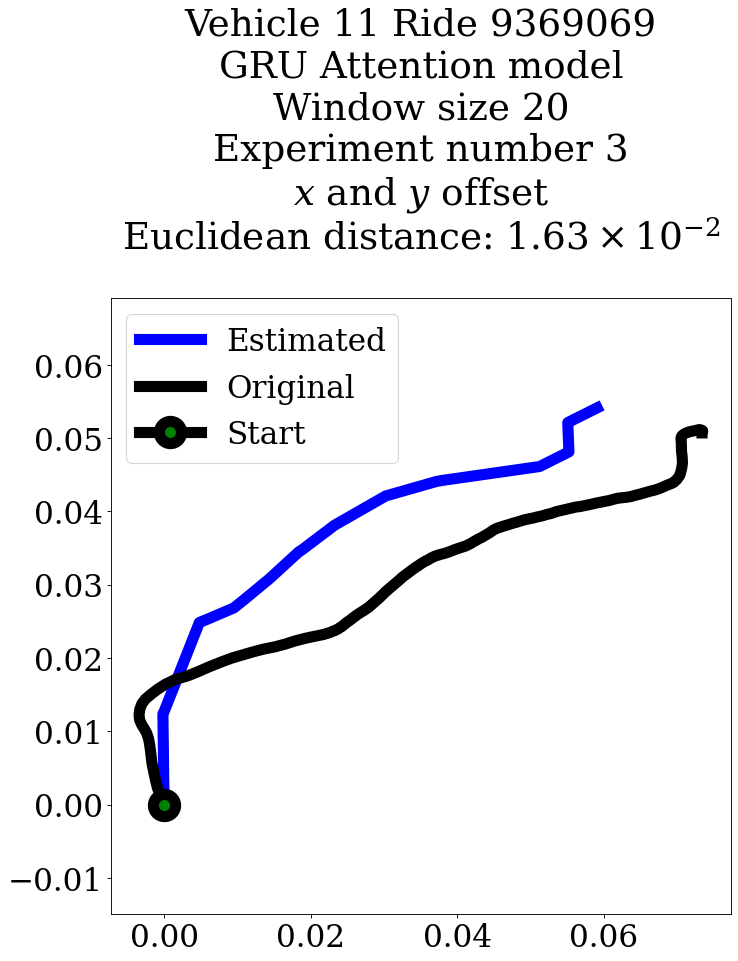 Vehicle 11 Ride 9369069
GRU Attention model
Window size 20
Experiment number 3
x and y offset
Euclidean distance: 1.63 × 10⁻²
Estimated
Original
Start
0.06
0.05
0.04
0.03
0.02
0.01
0.00
−0.01
0.00 0.02 0.04 0.06